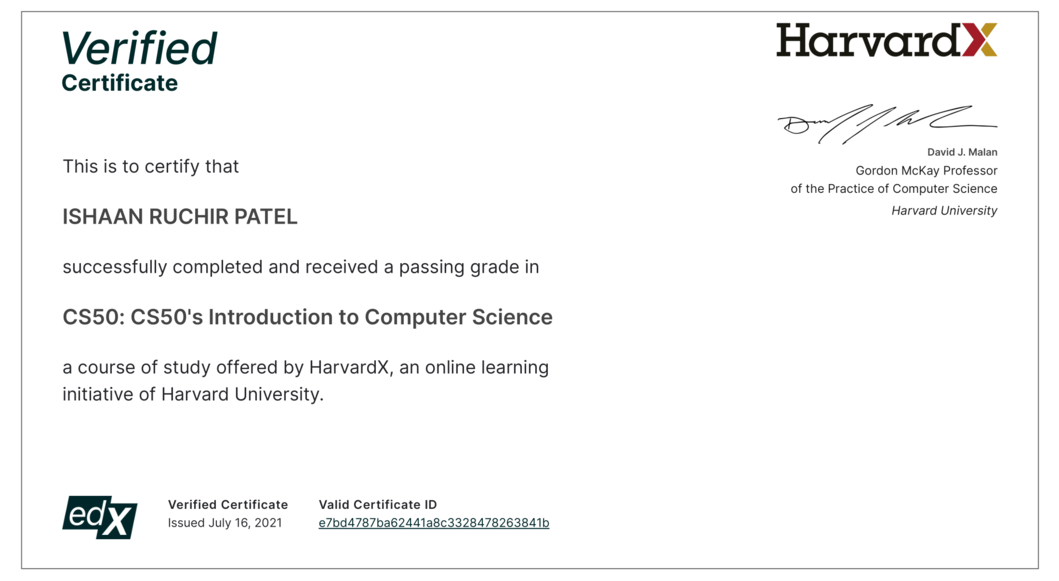 Verified
Certificate
HarvardX
David J. Malan
Gordon McKay Professor
of the Practice of Computer Science
Harvard University
This is to certify that
ISHAAN RUCHIR PATEL
successfully completed and received a passing grade in
CS50: CS50's Introduction to Computer Science
a course of study offered by HarvardX, an online learning
initiative of Harvard University.
edX
Verified Certificate
Issued July 16, 2021
Valid Certificate ID
e7bd4787ba62441a8c3328478263841b